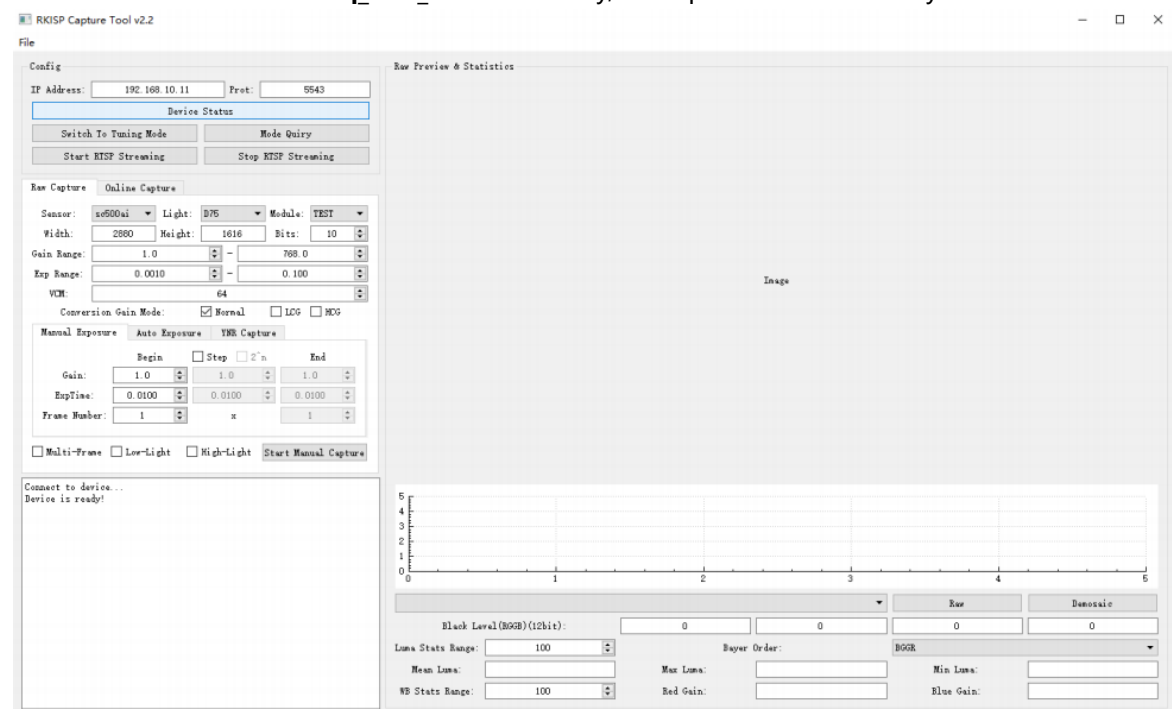 RKISP Capture Tool v2.2
File
Config
IP Address: 192.168.10.11 Prot: 5543
Device Status
Switch To Tuning Mode Mode Quiry
Start RTSP Streaming Stop RTSP Streaming
Raw Capture Online Capture
Sensor: sc500ai Light: D75 Module: TEST
Width: 2880 Height: 1616 Bits: 10
Gain Range: 1.0 - 768.0
Exp Range: 0.0010 - 0.100
VCM: 64
Conversion Gain Mode: Normal LCG HCG
Manual Exposure Auto Exposure YNR Capture
Begin Step 2^n End
Gain: 1.0 1.0 1.0
ExpTime: 0.0100 0.0100 0.0100
Frame Number: 1 x 1
Multi-Frame Low-Light High-Light Start Manual Capture
Connect to device...
Device is ready!
Raw Preview & Statistics
Image
5
4
3
2
1
0
0 1 2 3 4 5
Raw Demosaic
Black Level(RGGB)(12bit): 0 0 0 0
Luma Stats Range: 100 Bayer Order: BGGR
Mean Luma: Max Luma: Min Luma:
WB Stats Range: 100 Red Gain: Blue Gain: